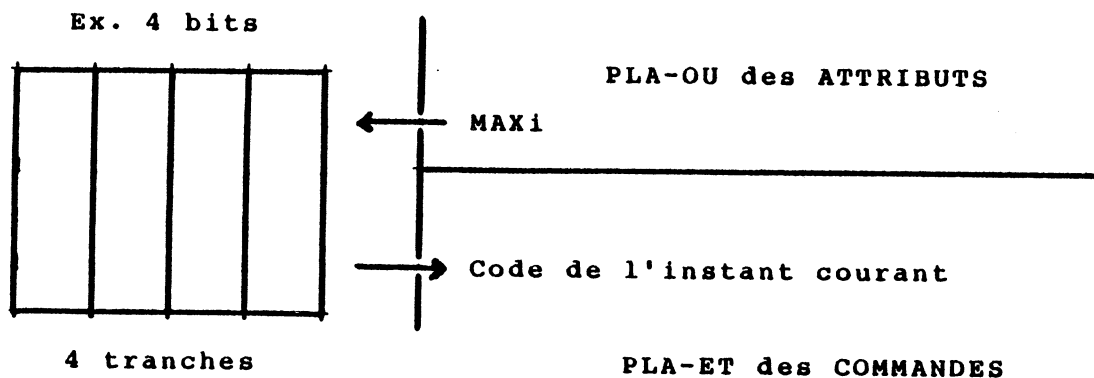 Ex. 4 bits
PLA-OU des ATTRIBUTS
MAXi
Code de l'instant courant
4 tranches
PLA-ET des COMMANDES